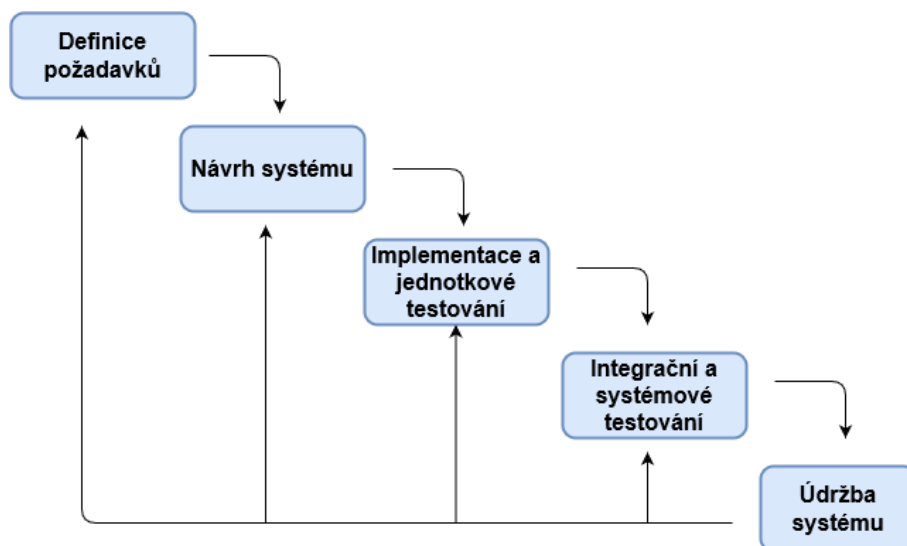 Definice
požadavků
Návrh systému
Implementace a
jednotkové
testování
Integrační a
systémové
testování
Údržba
systému